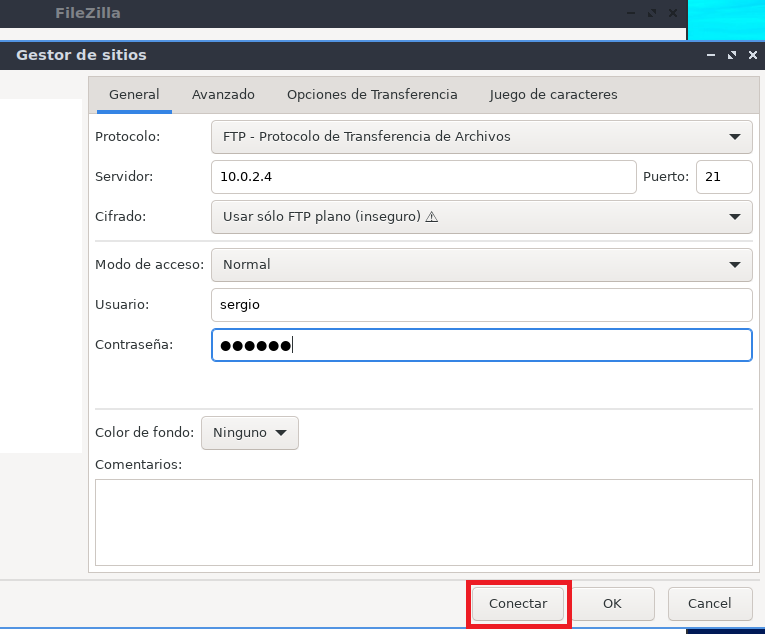 FileZilla
Gestor de sitios
General Avanzado Opciones de Transferencia Juego de caracteres
Protocolo: FTP - Protocolo de Transferencia de Archivos
Servidor: 10.0.2.4 Puerto: 21
Cifrado: Usar sólo FTP plano (inseguro) ⚠
Modo de acceso: Normal
Usuario: sergio
Contraseña: ●●●●●●
Color de fondo: Ninguno
Comentarios:
Conectar OK Cancel